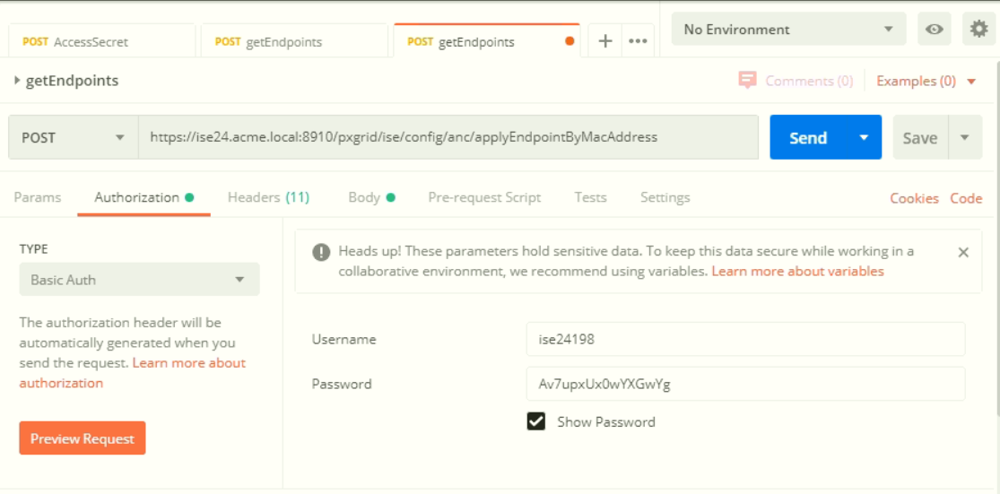 POST AccessSecret
POST getEndpoints
POST getEndpoints
No Environment
getEndpoints
Comments (0)
Examples (0)
POST
https://ise24.acme.local:8910/pxgrid/ise/config/anc/applyEndpointByMacAddress
Send
Save
Params
Authorization
Headers (11)
Body
Pre-request Script
Tests
Settings
Cookies
Code
TYPE
Basic Auth
The authorization header will be
automatically generated when you
send the request. Learn more about
authorization
Preview Request
Heads up! These parameters hold sensitive data. To keep this data secure while working in a
collaborative environment, we recommend using variables. Learn more about variables
Username
ise24198
Password
Av7upxUx0wYXGwYg
Show Password